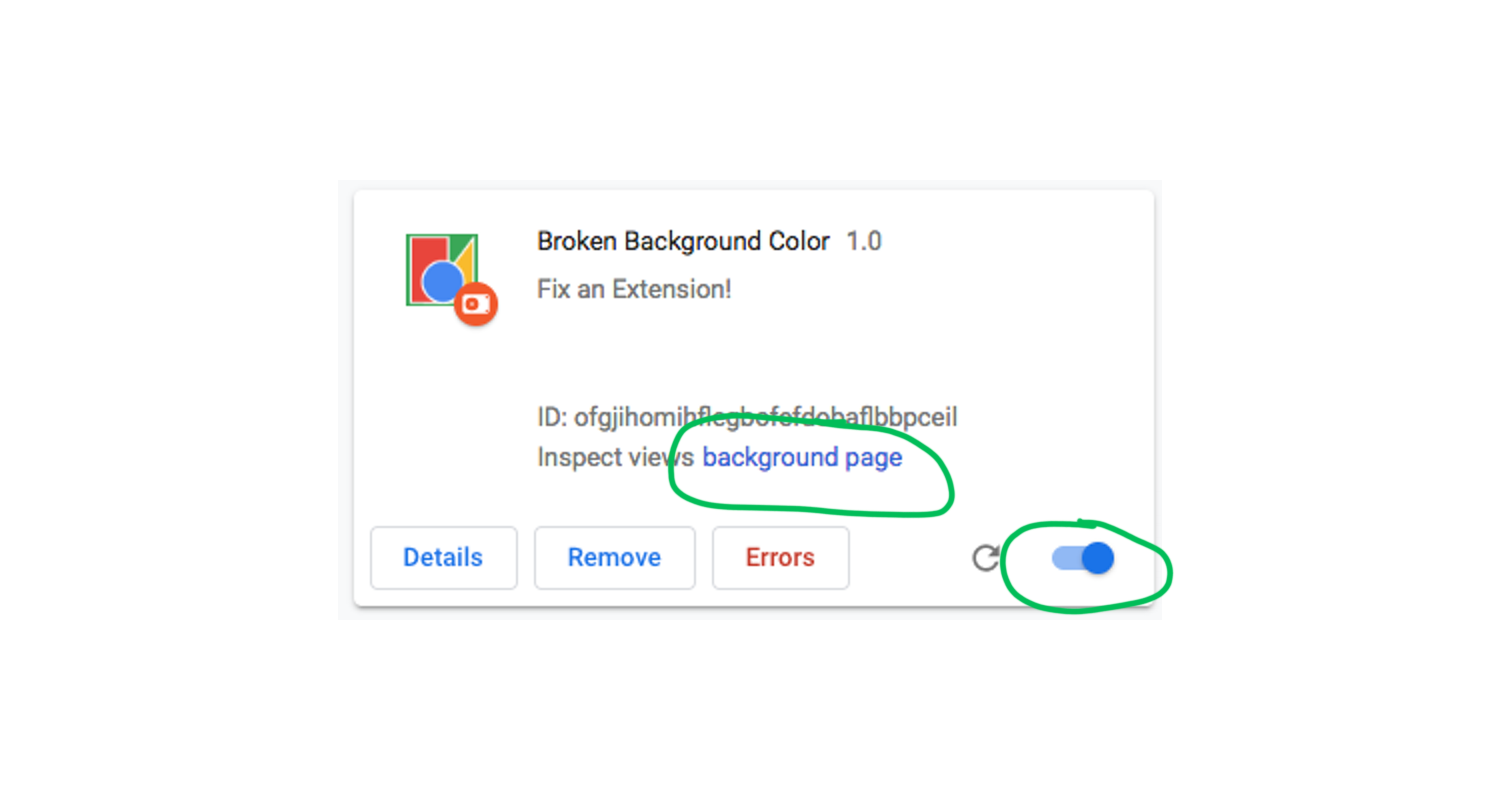 Broken Background Color 1.0
Fix an Extension!
ID: ofgjihomihflegbofefdobaflbbpceil
Inspect views background page
Details Remove Errors